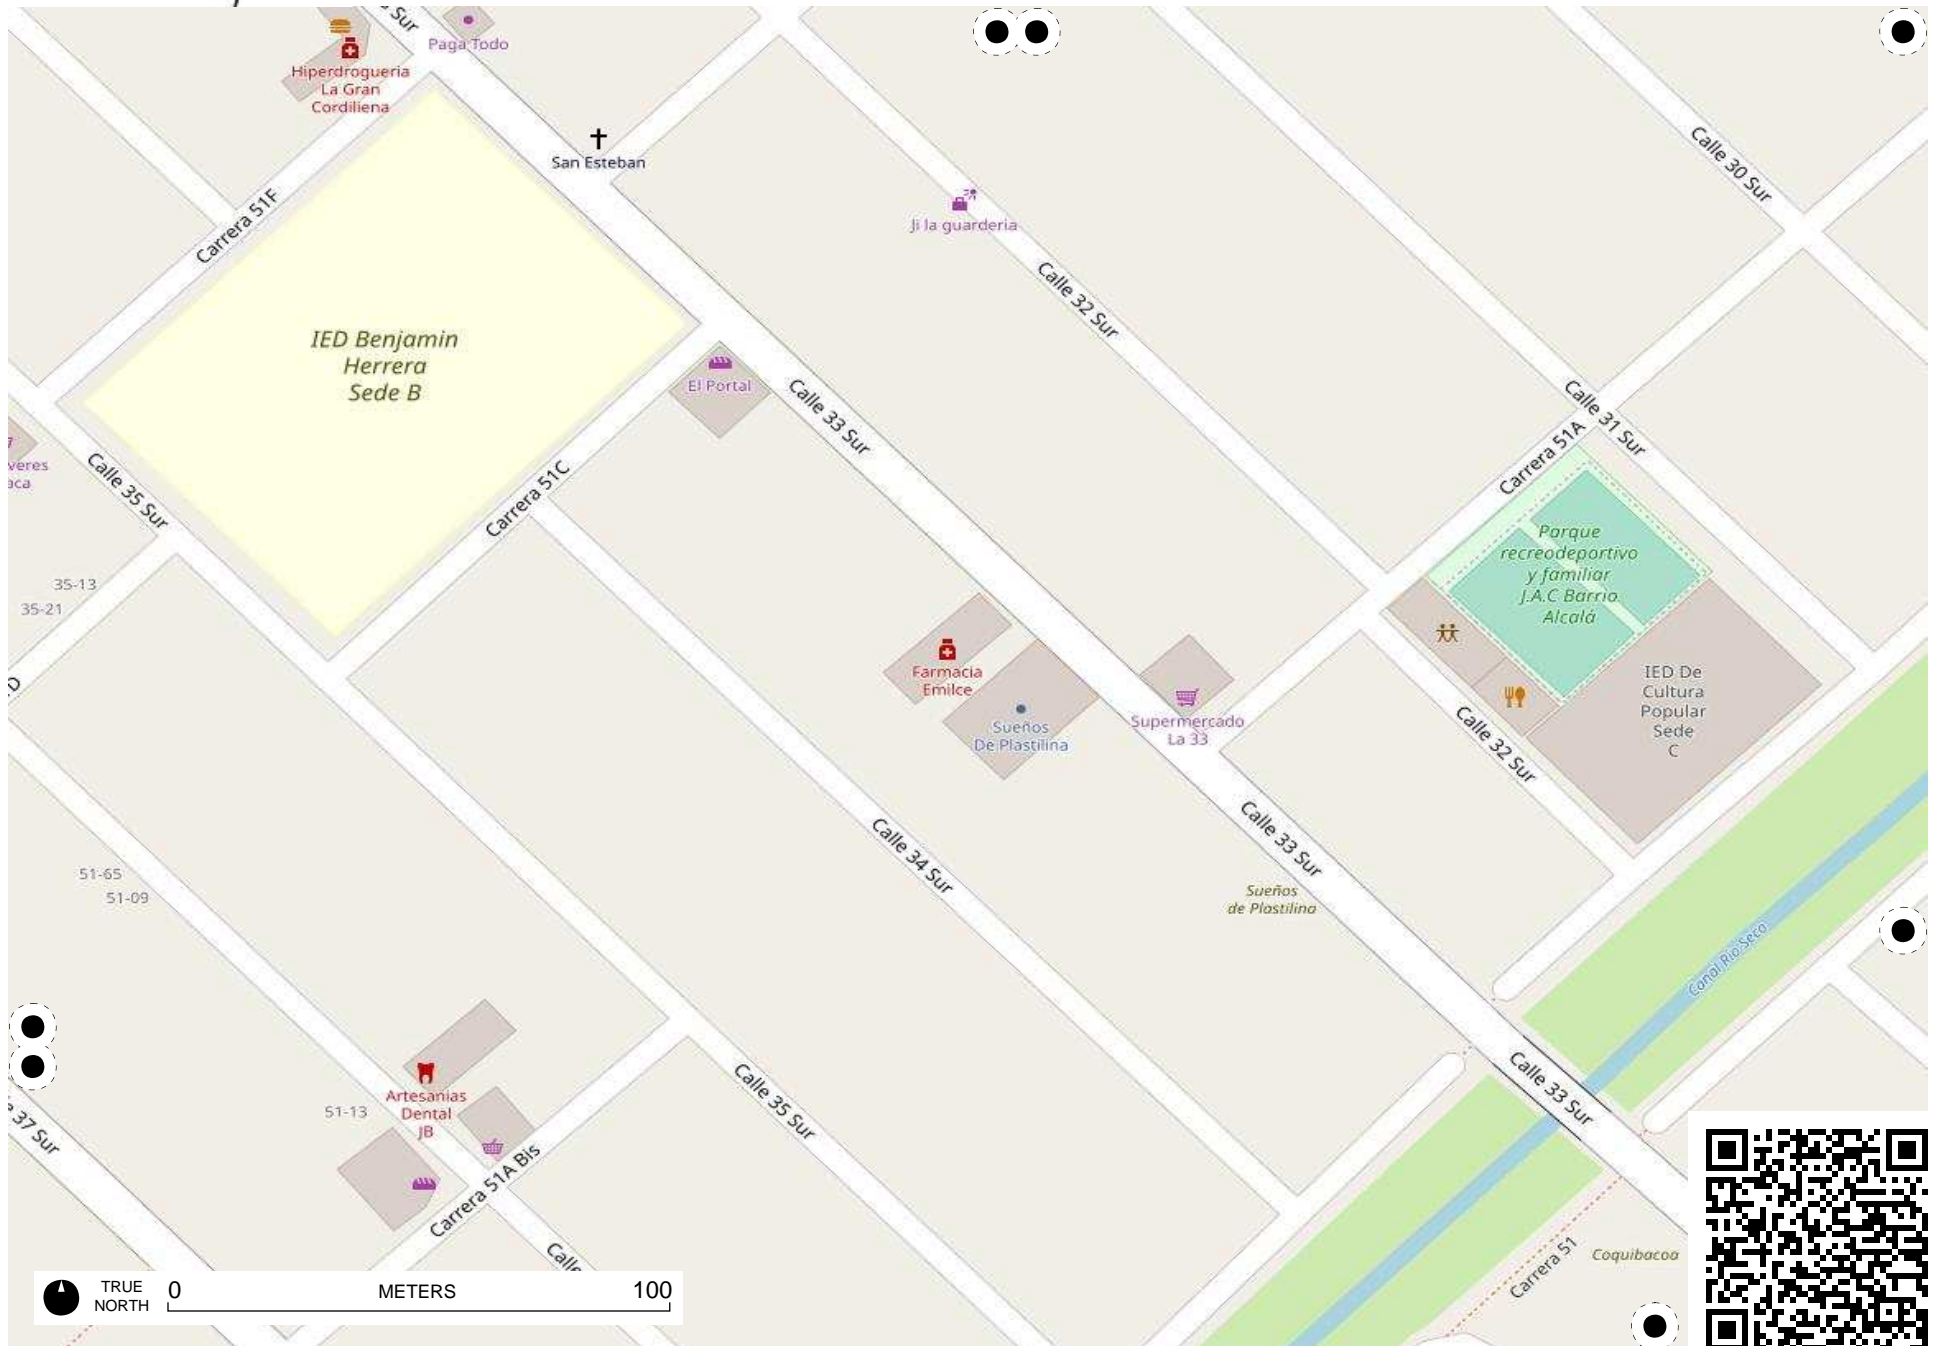 Sur
Paga Todo
Hiperdrogueria
La Gran
Cordiliena
San Esteban
Calle 30 Sur
Carrera 51F
Ji la guarderia
Calle 32 Sur
IED Benjamin
Herrera
Sede B
El Portal
Calle 33 Sur
Calle 31 Sur
Carrera 51A
Calle 35 Sur
Carrera 51C
Parque
recreodeportivo
y familiar
J.A.C Barrio
Alcalá
35-13
35-21
Farmacia
Emilce
Sueños
De Plastilina
Supermercado
La 33
IED De
Cultura
Popular
Sede
C
Calle 32 Sur
Calle 34 Sur
Calle 33 Sur
Sueños
de Plastilina
51-65
51-09
Canal Rio Seco
Calle 33 Sur
Artesanias
Dental
JB
51-13
Calle 35 Sur
37 Sur
Carrera 51A Bis
Calle
Carrera 51
Coquibacoa
TRUE
NORTH
0 METERS 100